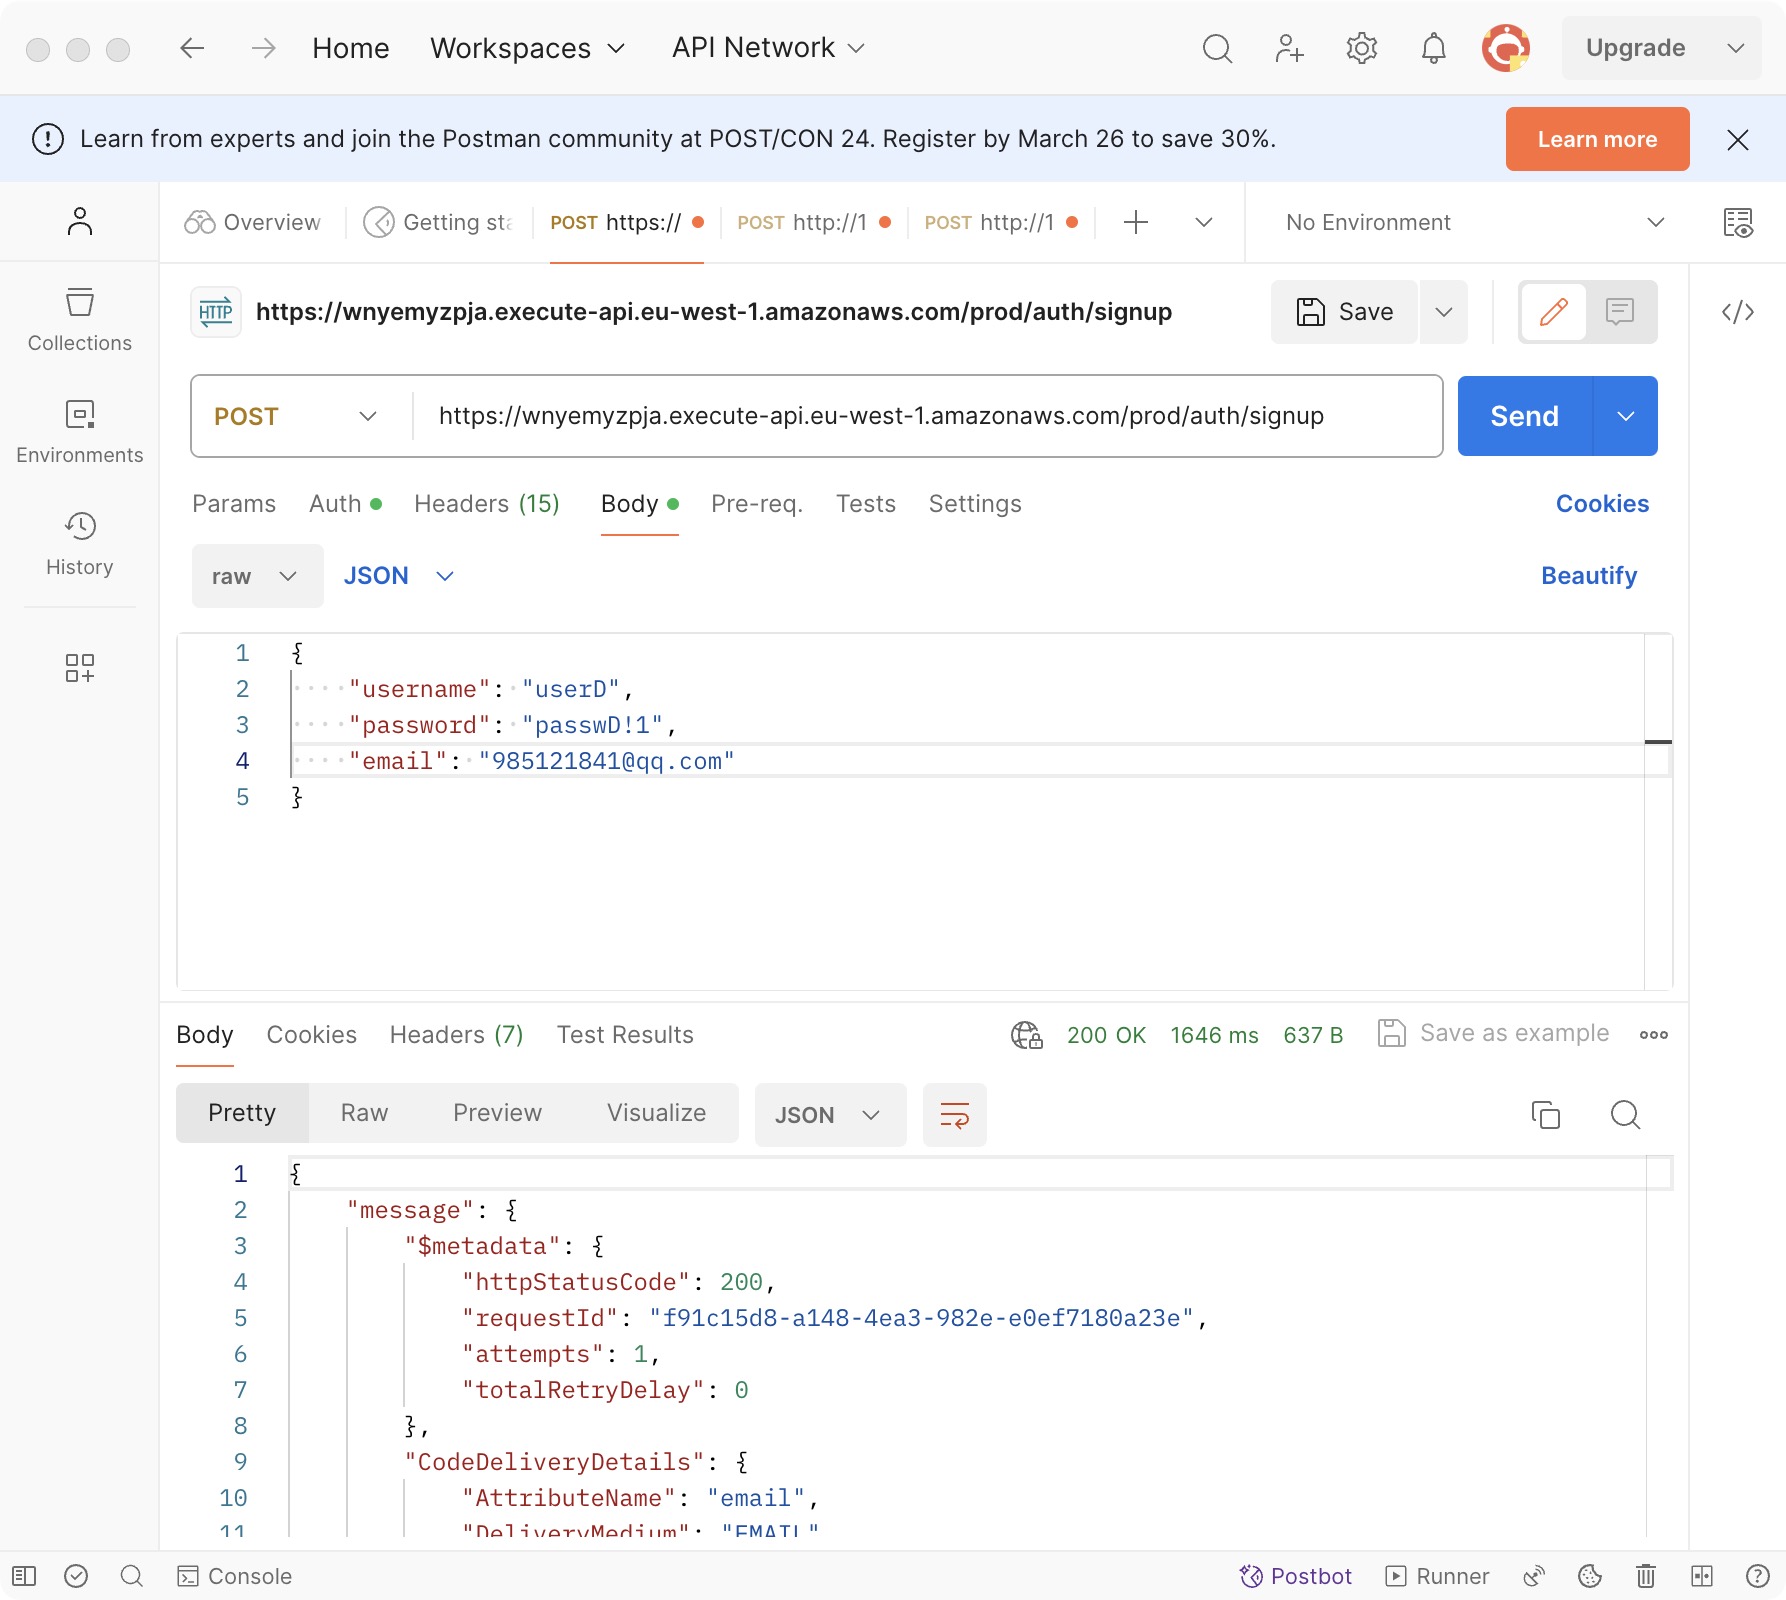 Home Workspaces API Network Upgrade
Learn from experts and join the Postman community at POST/CON 24. Register by March 26 to save 30%. Learn more
Overview Getting sta POST https:// POST http://1 POST http://1 No Environment
HTTP https://wnyemyzpja.execute-api.eu-west-1.amazonaws.com/prod/auth/signup Save
Collections
POST https://wnyemyzpja.execute-api.eu-west-1.amazonaws.com/prod/auth/signup Send
Environments
Params Auth Headers (15) Body Pre-req. Tests Settings Cookies
History
raw JSON Beautify
1 {
2 "username": "userD",
3 "password": "passwD!1",
4 "email": "985121841@qq.com"
5 }
Body Cookies Headers (7) Test Results 200 OK 1646 ms 637 B Save as example
Pretty Raw Preview Visualize JSON
1 {
2 "message": {
3 "$metadata": {
4 "httpStatusCode": 200,
5 "requestId": "f91c15d8-a148-4ea3-982e-e0ef7180a23e",
6 "attempts": 1,
7 "totalRetryDelay": 0
8 },
9 "CodeDeliveryDetails": {
10 "AttributeName": "email",
11 "DeliveryMedium": "EMAIL"
Console Postbot Runner